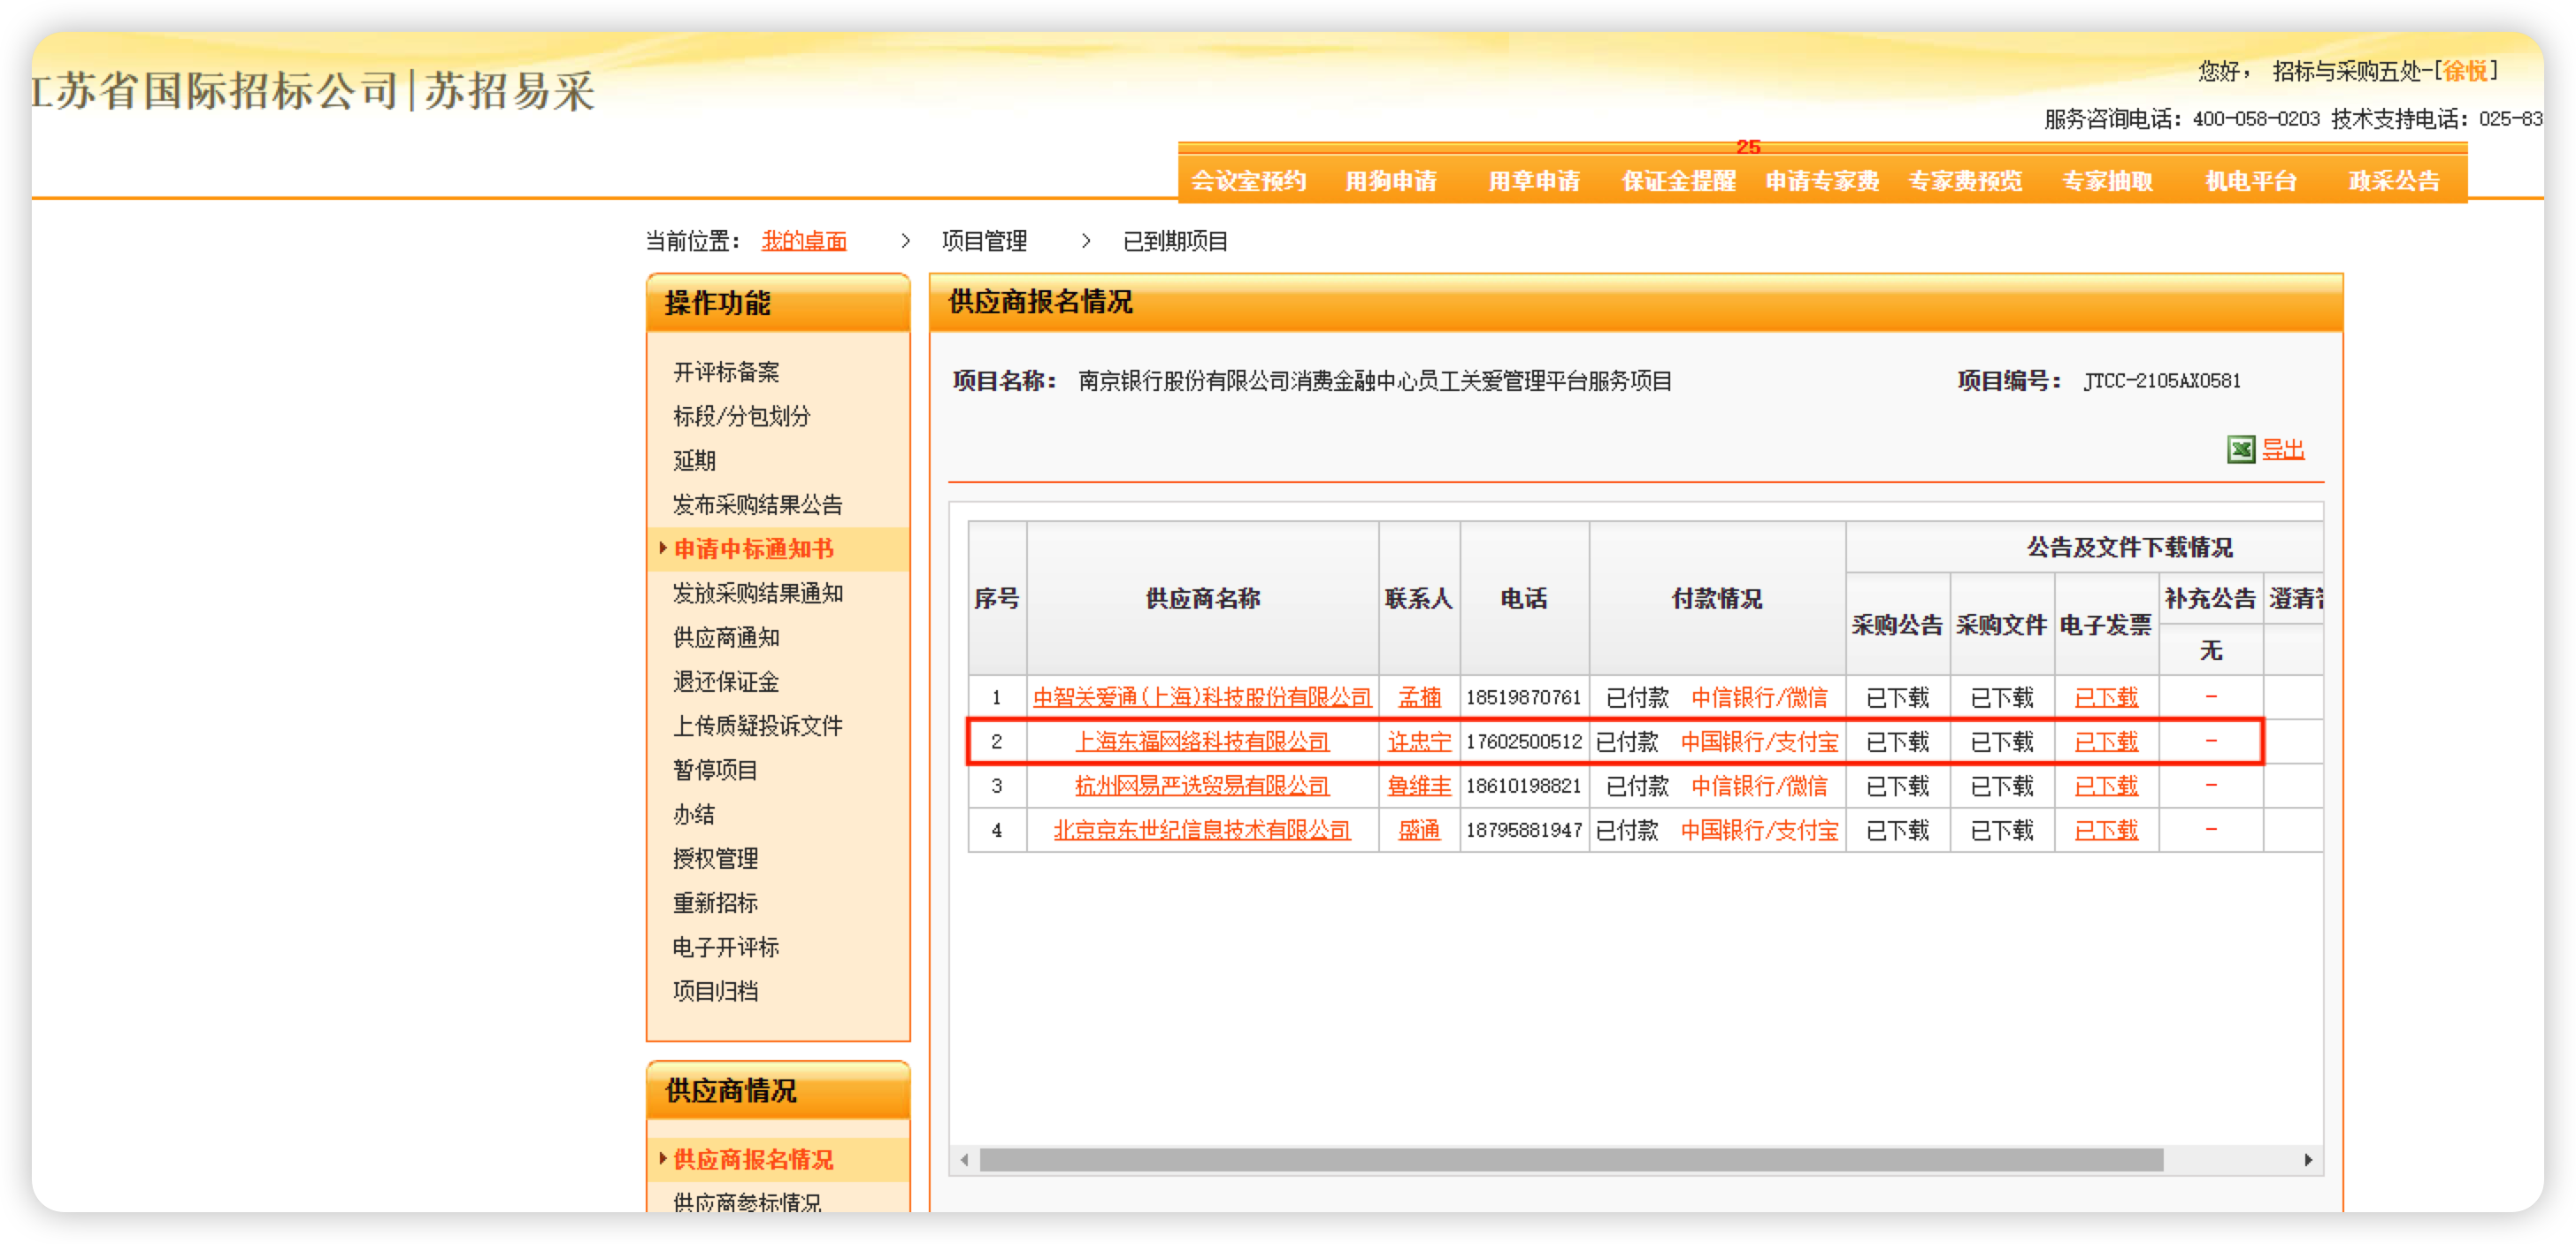 江苏省国际招标公司|苏招易采
您好， 招标与采购五处-[徐悦]
服务咨询电话：400-058-0203 技术支持电话：025-83
25
会议室预约 用狗申请 用章申请 保证金提醒 申请专家费 专家费预览 专家抽取 机电平台 政采公告
当前位置： 我的桌面 > 项目管理 > 已到期项目
操作功能
开评标备案
标段/分包划分
延期
发布采购结果公告
申请中标通知书
发放采购结果通知
供应商通知
退还保证金
上传质疑投诉文件
暂停项目
办结
授权管理
重新招标
电子开评标
项目归档
供应商情况
供应商报名情况
供应商参标情况
供应商报名情况
项目名称： 南京银行股份有限公司消费金融中心员工关爱管理平台服务项目 项目编号： JTCC-2105AX0581
导出
公告及文件下载情况
序号 供应商名称 联系人 电话 付款情况 采购公告 采购文件 电子发票 补充公告 澄清
无
1 中智关爱通(上海)科技股份有限公司 孟楠 18519870761 已付款 中信银行/微信 已下载 已下载 已下载 -
2 上海东福网络科技有限公司 许忠宁 17602500512 已付款 中国银行/支付宝 已下载 已下载 已下载 -
3 杭州网易严选贸易有限公司 鲁维丰 18610198821 已付款 中信银行/微信 已下载 已下载 已下载 -
4 北京京东世纪信息技术有限公司 盛通 18795881947 已付款 中国银行/支付宝 已下载 已下载 已下载 -